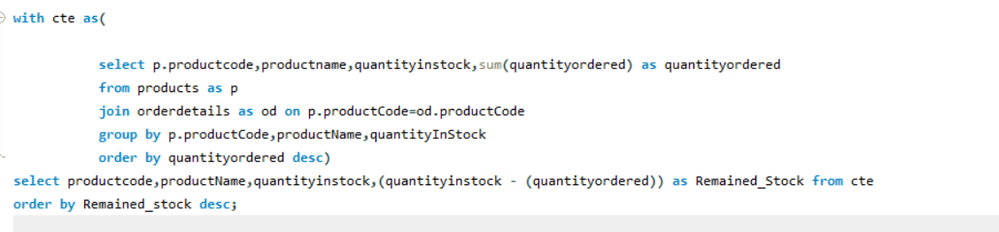 with cte as(
select p.productcode,productname,quantityinstock,sum(quantityordered) as quantityordered
from products as p
join orderdetails as od on p.productCode=od.productCode
group by p.productCode,productName,quantityInStock
order by quantityordered desc)
select productcode,productName,quantityinstock,(quantityinstock - (quantityordered)) as Remained_Stock from cte
order by Remained_stock desc;